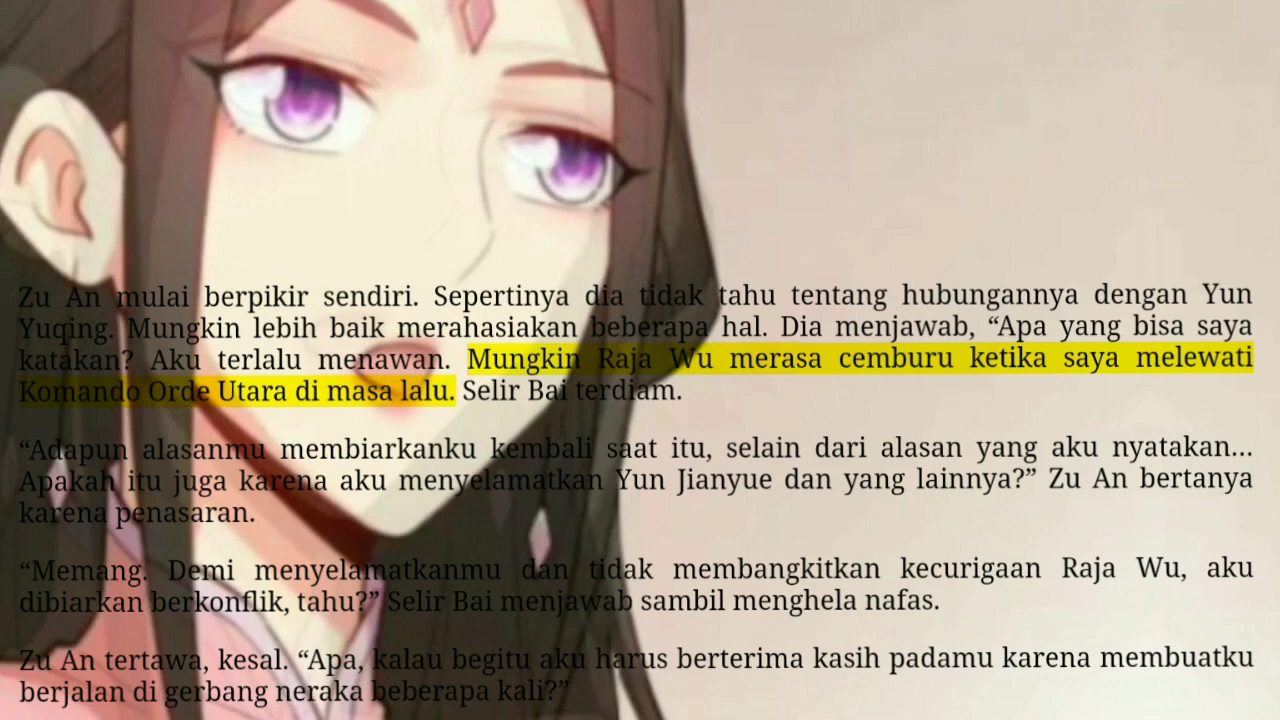 Zu An mulai berpikir sendiri. Sepertinya dia tidak tahu tentang hubungannya dengan Yun
Yuqing. Mungkin lebih baik merahasiakan beberapa hal. Dia menjawab, “Apa yang bisa saya
katakan? Aku terlalu menawan. Mungkin Raja Wu merasa cemburu ketika saya melewati
Komando Orde Utara di masa lalu. Selir Bai terdiam.
“Adapun alasanmu membiarkanku kembali saat itu, selain dari alasan yang aku nyatakan...
Apakah itu juga karena aku menyelamatkan Yun Jianyue dan yang lainnya?” Zu An bertanya
karena penasaran.
“Memang. Demi menyelamatkanmu dan tidak membangkitkan kecurigaan Raja Wu, aku
dibiarkan berkonflik, tahu?” Selir Bai menjawab sambil menghela nafas.
Zu An tertawa, kesal. “Apa, kalau begitu aku harus berterima kasih padamu karena membuatku
berjalan di gerbang neraka beberapa kali?”